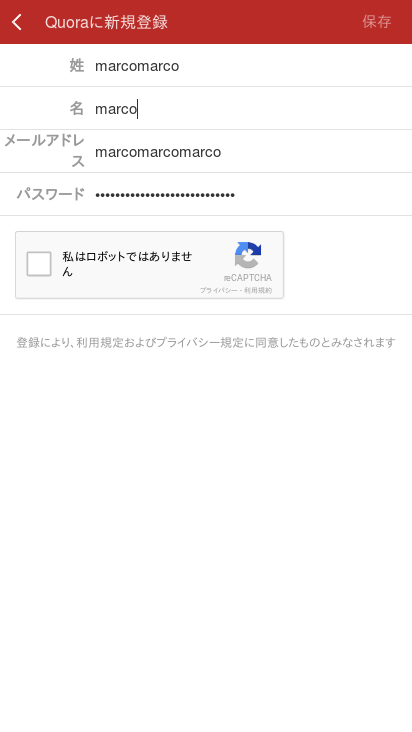 Quoraに新規登録 保存
姓 marcomarco
名 marco
メールアドレス marcomarcomarco
パスワード ••••••••••••••••••••••••••••
私はロボットではありませ
ん
reCAPTCHA
プライバシー - 利用規約
登録により、利用規定およびプライバシー規定に同意したものとみなされます